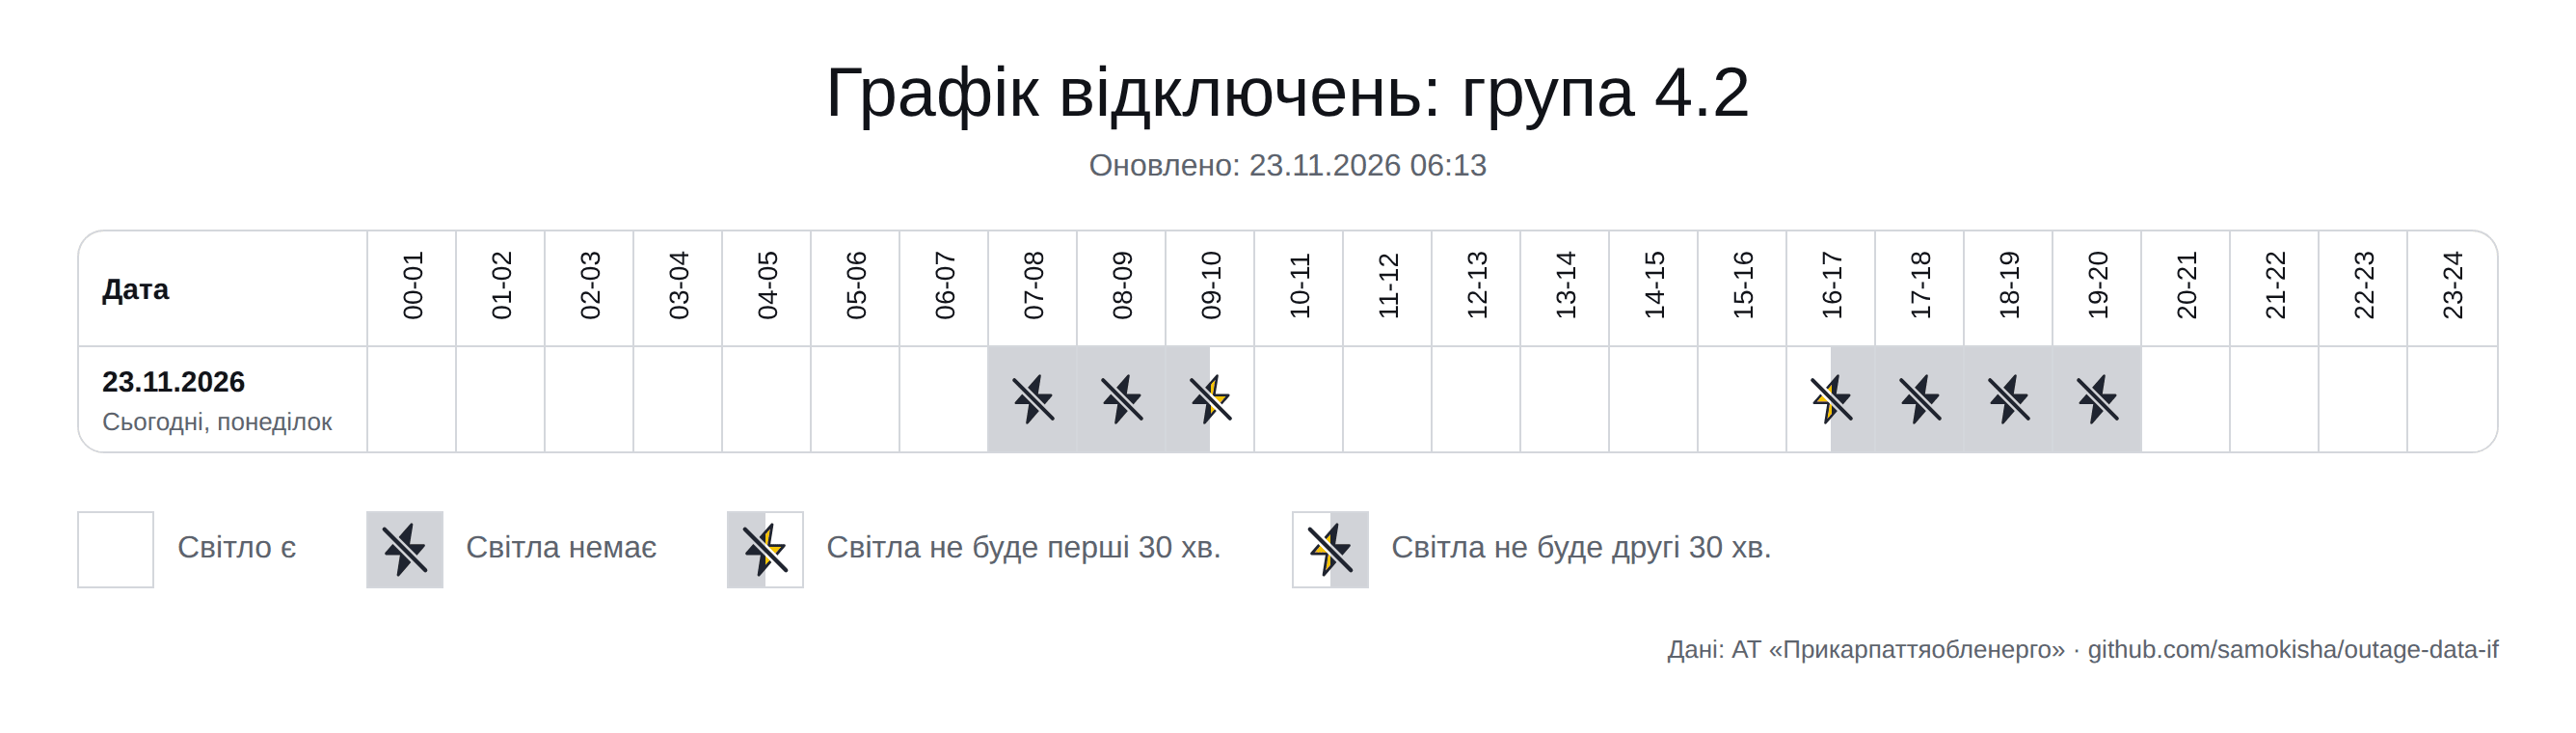 Графік відключень: група 4.2
Оновлено: 23.11.2026 06:13
Дата 00-01 01-02 02-03 03-04 04-05 05-06 06-07 07-08 08-09 09-10 10-11 11-12 12-13 13-14 14-15 15-16 16-17 17-18 18-19 19-20 20-21 21-22 22-23 23-24
23.11.2026
Сьогодні, понеділок
Світло є Світла немає Світла не буде перші 30 хв. Світла не буде другі 30 хв.
Дані: АТ «Прикарпаттяобленерго» · github.com/samokisha/outage-data-if